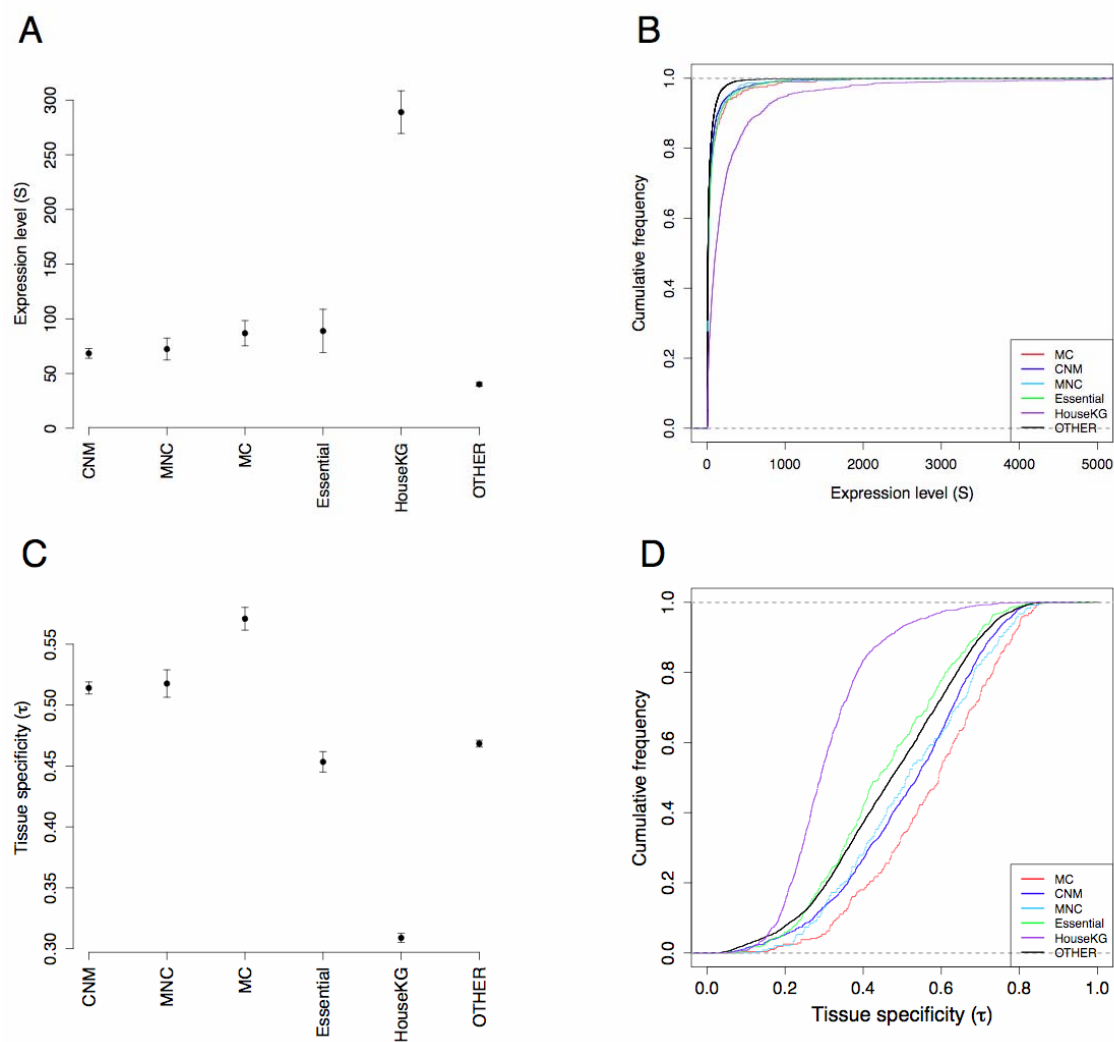 A
Expression level (S)
300
250
200
150
100
50
0
CNM
MNC
MC
Essential
HouseKG
OTHER
B
Cumulative frequency
1.0
0.8
0.6
0.4
0.2
0.0
MC
CNM
MNC
Essential
HouseKG
OTHER
0 1000 2000 3000 4000 5000
Expression level (S)
C
Tissue specificity (τ)
0.55
0.50
0.45
0.40
0.35
0.30
CNM
MNC
MC
Essential
HouseKG
OTHER
D
Cumulative frequency
1.0
0.8
0.6
0.4
0.2
0.0
MC
CNM
MNC
Essential
HouseKG
OTHER
0.0 0.2 0.4 0.6 0.8 1.0
Tissue specificity (τ)